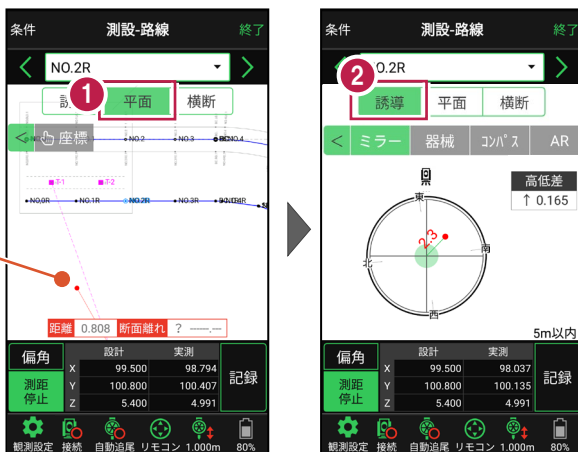 条件 測設-路線 終了
NO.2R
1
平面 横断
< 座標
NO.2 NO.3
T-1 T-2
NO.0R NO.1R NO.2R NO.3R
距離 0.808 断面離れ ? ---.---
偏角 設計 実測
X 99.500 98.794
測距停止 Y 100.800 100.407 記録
Z 5.400 4.991
観測設定 接続 自動追尾 リモコン 1.000m 80%
条件 測設-路線 終了
NO.2R
2
誘導 平面 横断
< ミラー 器械 コンパス AR
高低差
↑ 0.165
東
2.3
南
北
西
5m以内
偏角 設計 実測
X 99.500 98.037
測距停止 Y 100.800 100.135 記録
Z 5.400 4.991
観測設定 接続 自動追尾 リモコン 1.000m 80%